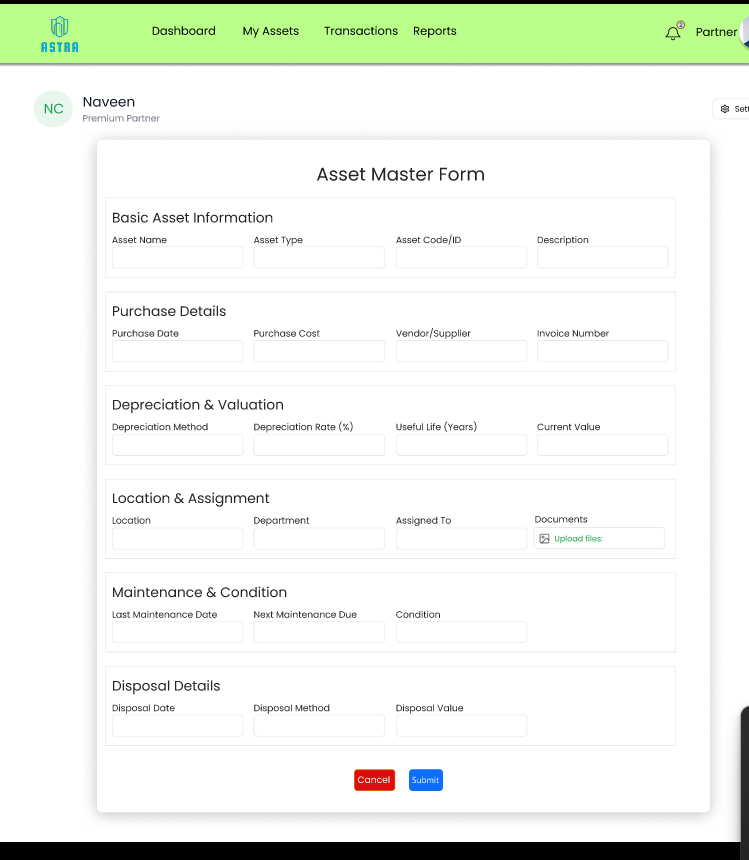 ASTRA
Dashboard My Assets Transactions Reports
2
Partner
NC
Naveen
Premium Partner
Asset Master Form
Basic Asset Information
Asset Name Asset Type Asset Code/ID Description
Purchase Details
Purchase Date Purchase Cost Vendor/Supplier Invoice Number
Depreciation & Valuation
Depreciation Method Depreciation Rate (%) Useful Life (Years) Current Value
Location & Assignment
Location Department Assigned To Documents
Upload files:
Maintenance & Condition
Last Maintenance Date Next Maintenance Due Condition
Disposal Details
Disposal Date Disposal Method Disposal Value
Cancel Submit